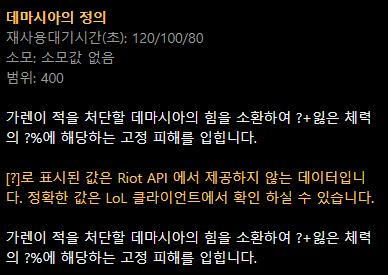 데마시아의 정의
재사용대기시간(초): 120/100/80
소모: 소모값 없음
범위: 400
가렌이 적을 처단할 데마시아의 힘을 소환하여 ?+잃은 체력
의 ?%에 해당하는 고정 피해를 입힙니다.
[?]로 표시된 값은 Riot API 에서 제공하지 않는 데이터입니
다. 정확한 값은 LoL 클라이언트에서 확인 하실 수 있습니다.
가렌이 적을 처단할 데마시아의 힘을 소환하여 ?+잃은 체력
의 ?%에 해당하는 고정 피해를 입힙니다.